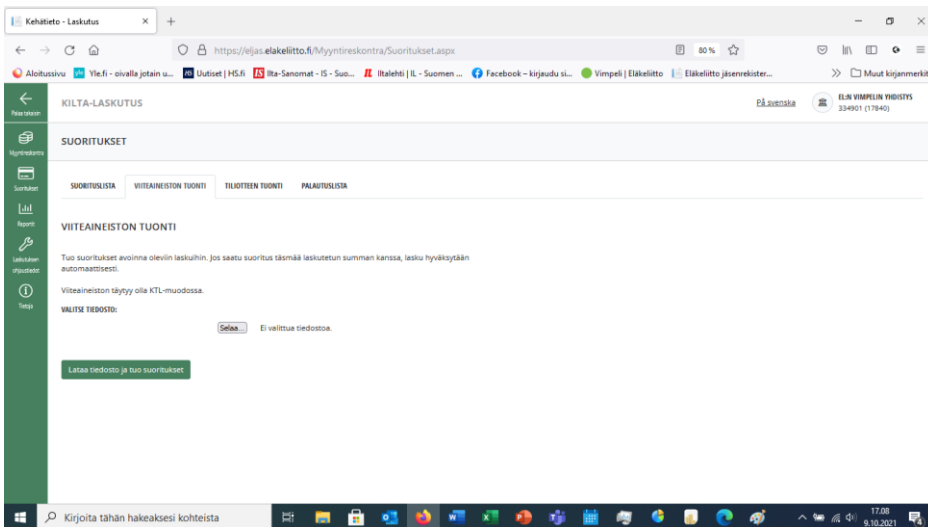 Kehätieto - Laskutus
https://eljas.elakeliitto.fi/Myyntireskontra/Suoritukset.aspx
80 %
Aloitussivu
yle
Yle.fi - oivalla jotain u...
HS
Uutiset | HS.fi
IS
Ilta-Sanomat - IS - Suo...
IL
Iltalehti | IL - Suomen ...
Facebook – kirjaudu si...
Vimpeli | Eläkeliitto
Eläkeliitto jäsenrekister...
Muut kirjanmerkit
Palaa takaisin
KILTA-LASKUTUS
På svenska
EL:N VIMPELIN YHDISTYS
334901 (17840)
Myyntireskontra
SUORITUKSET
Suoritukset
SUORITUSLISTA
VIITEAINEISTON TUONTI
TILIOTTEEN TUONTI
PALAUTUSLISTA
Raportit
VIITEAINEISTON TUONTI
Laskutuksen
ohjaustiedot
Tuo suoritukset avoinna oleviin laskuihin. Jos saatu suoritus täsmää laskutetun summan kanssa, lasku hyväksytään
automaattisesti.
Viiteaineiston täytyy olla KTL-muodossa.
Tietoja
VALITSE TIEDOSTO:
Selaa...
Ei valittua tiedostoa.
Lataa tiedosto ja tuo suoritukset
Kirjoita tähän hakeaksesi kohteista
17.08
9.10.2021